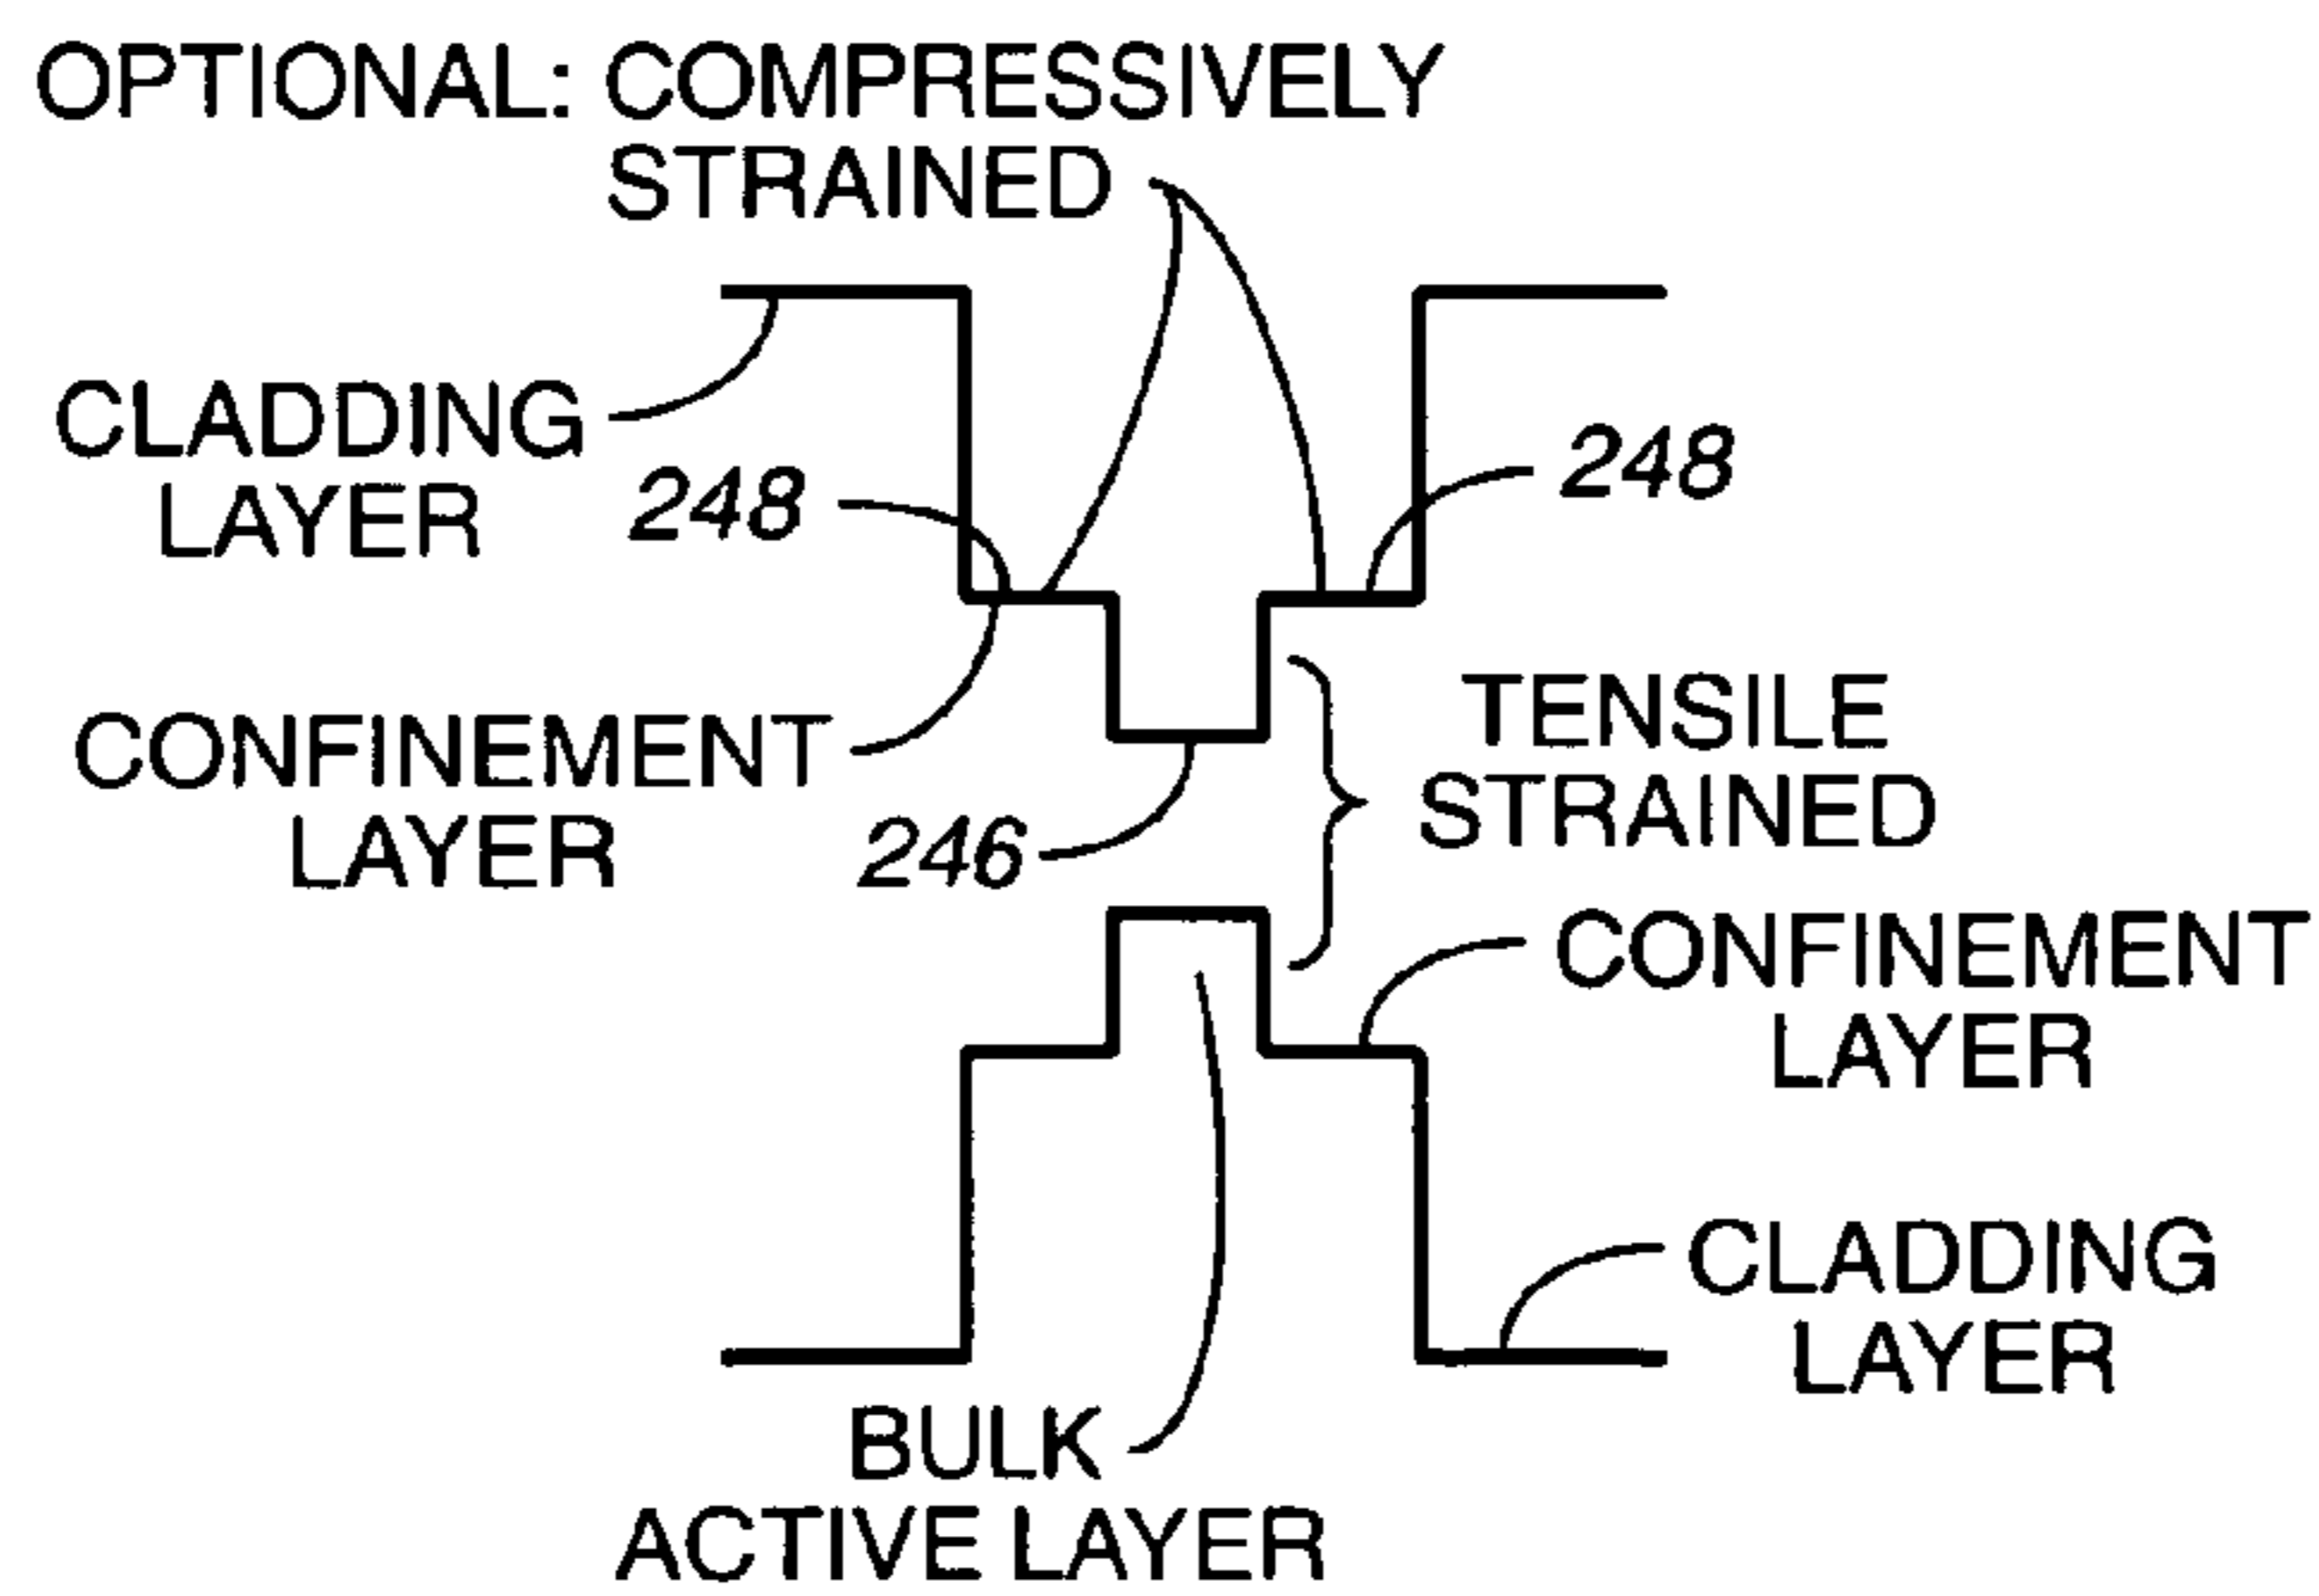 OPTIONAL: COMPRESSIVELY
STRAINED
CLADDING
LAYER
248
248
CONFINEMENT
LAYER
246
TENSILE
STRAINED
CONFINEMENT
LAYER
CLADDING
LAYER
BULK
ACTIVE LAYER